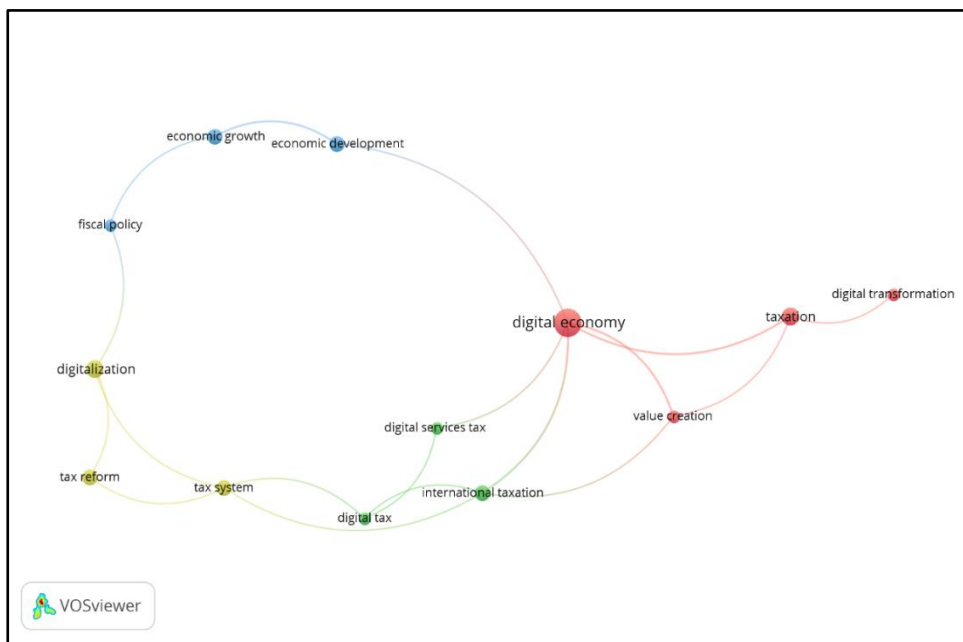 economic growth
economic development
fiscal policy
digital transformation
digital economy
taxation
digitalization
value creation
digital services tax
tax reform
tax system
international taxation
digital tax
VOSviewer